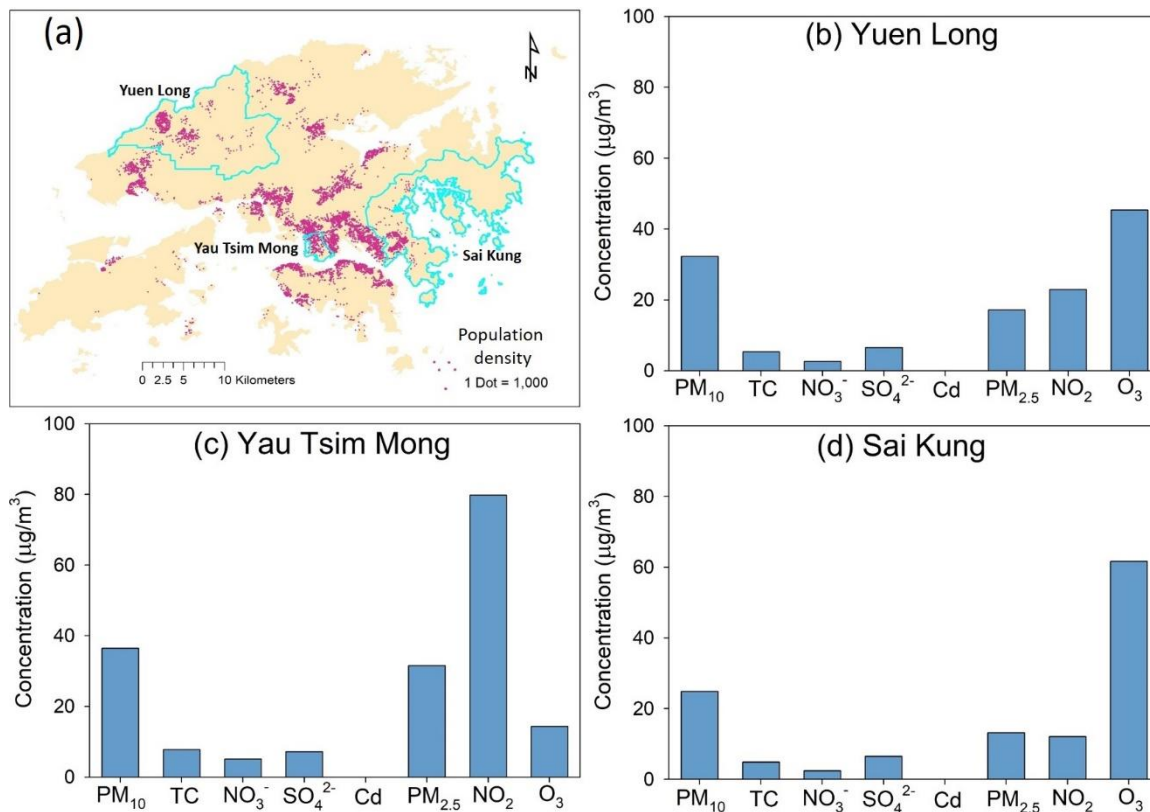 (a)
N
Yuen Long
Yau Tsim Mong
Sai Kung
Population
density
0 2.5 5 10 Kilometers
1 Dot = 1,000
(b) Yuen Long
Concentration (μg/m³)
100
80
60
40
20
0
PM₁₀ TC NO₃⁻ SO₄²⁻ Cd PM₂.₅ NO₂ O₃
(c) Yau Tsim Mong
Concentration (μg/m³)
100
80
60
40
20
0
PM₁₀ TC NO₃⁻ SO₄²⁻ Cd PM₂.₅ NO₂ O₃
(d) Sai Kung
Concentration (μg/m³)
100
80
60
40
20
0
PM₁₀ TC NO₃⁻ SO₄²⁻ Cd PM₂.₅ NO₂ O₃